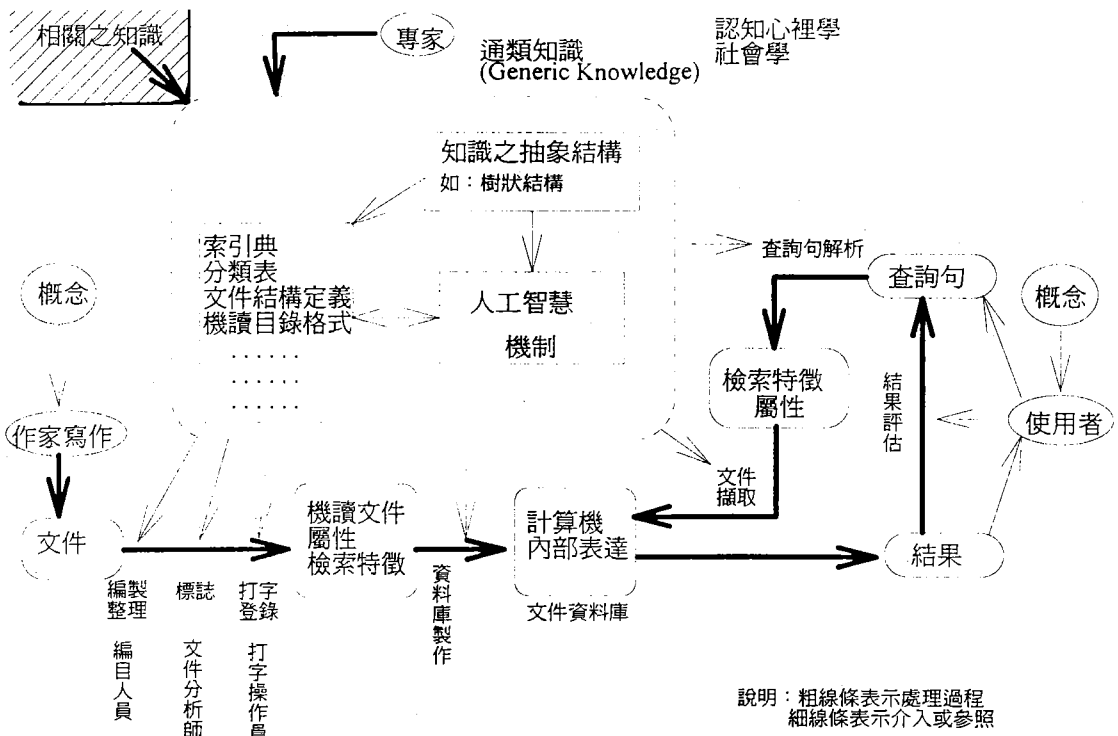 相關之知識
專家
通類知識
(Generic Knowledge)
認知心裡學
社會學
知識之抽象結構
如：樹狀結構
索引典
分類表
文件結構定義
機讀目錄格式
......
......
......
人工智慧
機制
概念
作家寫作
文件
編製
整理
編目人員
標誌
文件分析師
打字
登錄
打字操作員
機讀文件
屬性
檢索特徵
資料庫製作
計算機
內部表達
文件資料庫
文件
擷取
檢索特徵
屬性
查詢句解析
查詢句
結果評估
結果
概念
使用者
說明：粗線條表示處理過程
細線條表示介入或參照